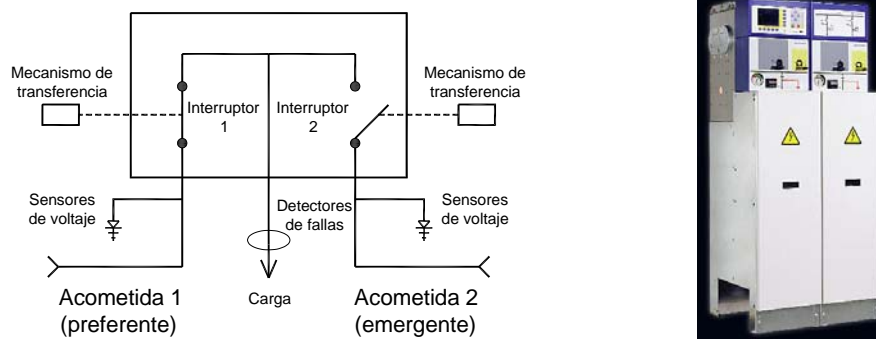 Mecanismo de
transferencia
Interruptor
1
Interruptor
2
Mecanismo de
transferencia
Sensores
de voltaje
Detectores
de fallas
Sensores
de voltaje
Acometida 1
(preferente)
Carga
Acometida 2
(emergente)